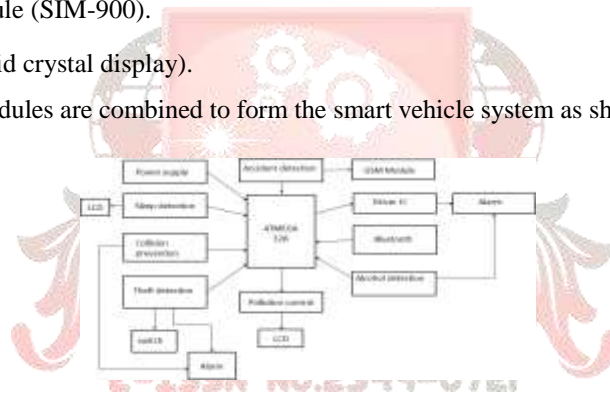 ule (SIM-900).
id crystal display).
dules are combined to form the smart vehicle system as sh
Power supply
Accident detection
GSM Module
LCD
Sleep detection
Driver IC
Alarm
ATMEGA
Collision
prevention
Bluetooth
Theft detection
Alcohol detection
Pollution control
switch
LCD
Alarm